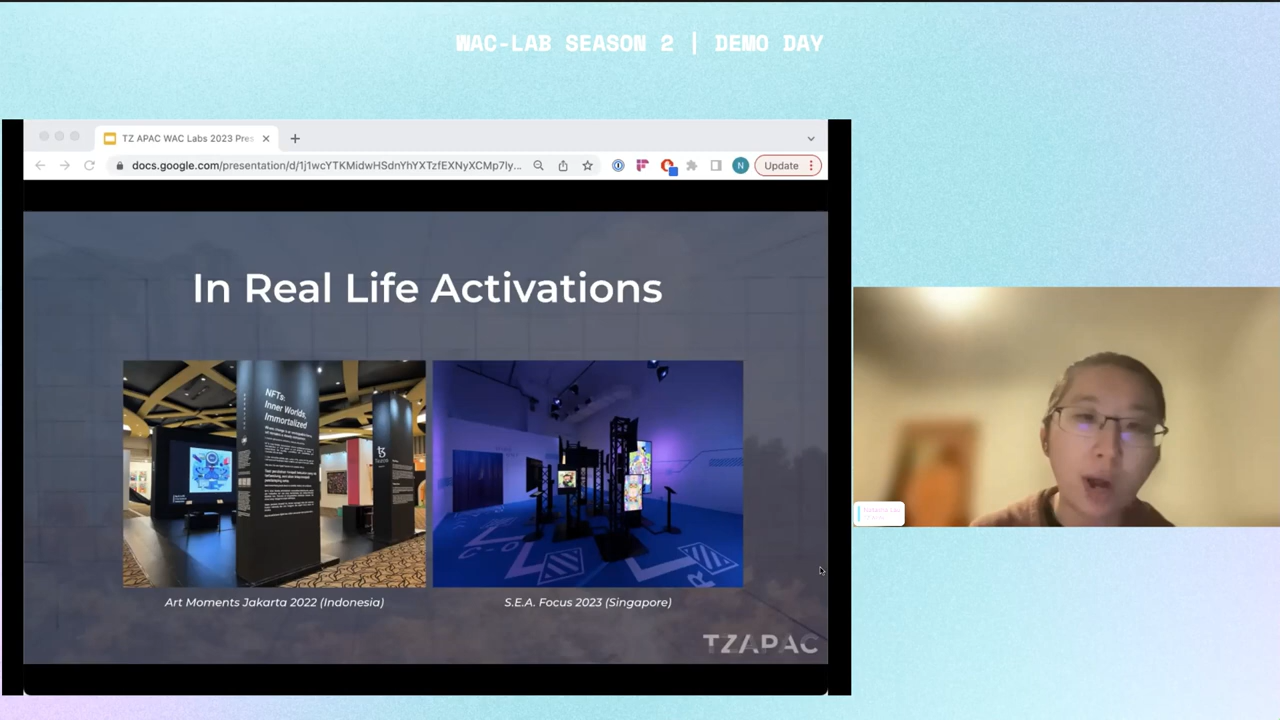 WAC-LAB SEASON 2 | DEMO DAY
TZ APAC WAC Labs 2023 Pres
docs.google.com/presentation/d/1j1wcYTKMidwHSdnYhYXTzfEXNyXCMp7Iy...
N
Update
In Real Life Activations
NFTs:
Inner Worlds,
Immortalized
Art Moments Jakarta 2022 (Indonesia)
S.E.A. Focus 2023 (Singapore)
TZAPAC